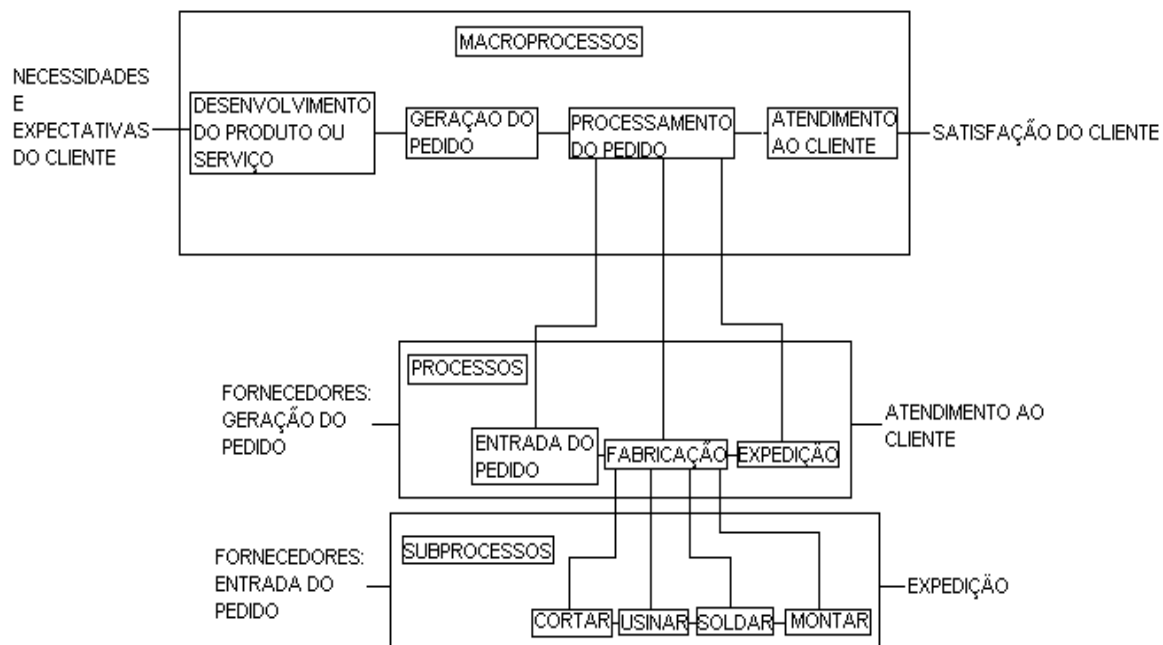 MACROPROCESSOS
NECESSIDADES
E
EXPECTATIVAS
DO CLIENTE
DESENVOLVIMENTO
DO PRODUTO OU
SERVIÇO
GERAÇAO DO
PEDIDO
PROCESSAMENTO
DO PEDIDO
ATENDIMENTO
AO CLIENTE
SATISFAÇÃO DO CLIENTE
PROCESSOS
FORNECEDORES:
GERAÇÃO DO
PEDIDO
ENTRADA DO
PEDIDO
FABRICAÇÃO
EXPEDIÇÃO
ATENDIMENTO AO
CLIENTE
SUBPROCESSOS
FORNECEDORES:
ENTRADA DO
PEDIDO
CORTAR
USINAR
SOLDAR
MONTAR
EXPEDIÇÃO